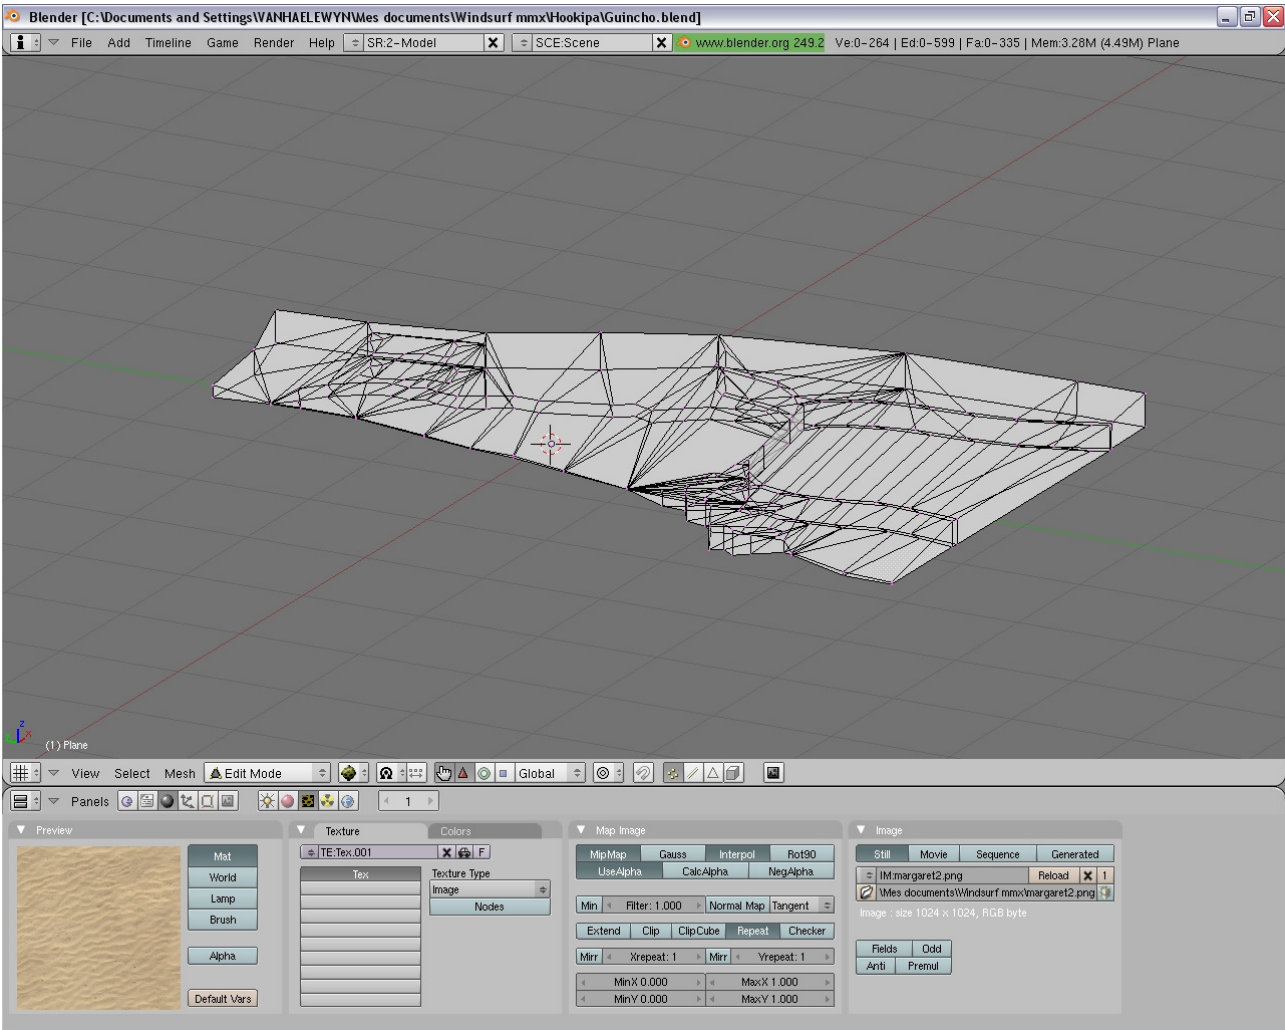 Blender [C:\Documents and Settings\VANHAELEWYN\Mes documents\Windsurf mmx\Hookipa\Guincho.blend]
File Add Timeline Game Render Help SR:2-Model X SCE:Scene X www.blender.org 249.2 Ve:0-264 | Ed:0-599 | Fa:0-335 | Mem:3.28M (4.49M) Plane
z
x
(1) Plane
View Select Mesh Edit Mode Global
Panels 1
Preview
Mat
World
Lamp
Brush
Alpha
Default Vars
Texture Colors
TE:Tex.001 X F
Tex
Texture Type
Image
Nodes
Map Image
MipMap Gauss Interpol Rot90
UseAlpha CalcAlpha NegAlpha
Min Filter: 1.000 Normal Map Tangent
Extend Clip ClipCube Repeat Checker
Mirr Xrepeat: 1 Mirr Yrepeat: 1
MinX 0.000 MaxX 1.000
MinY 0.000 MaxY 1.000
Image
Still Movie Sequence Generated
IM:margaret2.png Reload X 1
\Mes documents\Windsurf mmx\margaret2.png
Image : size 1024 x 1024, RGB byte
Fields Odd
Anti Premul